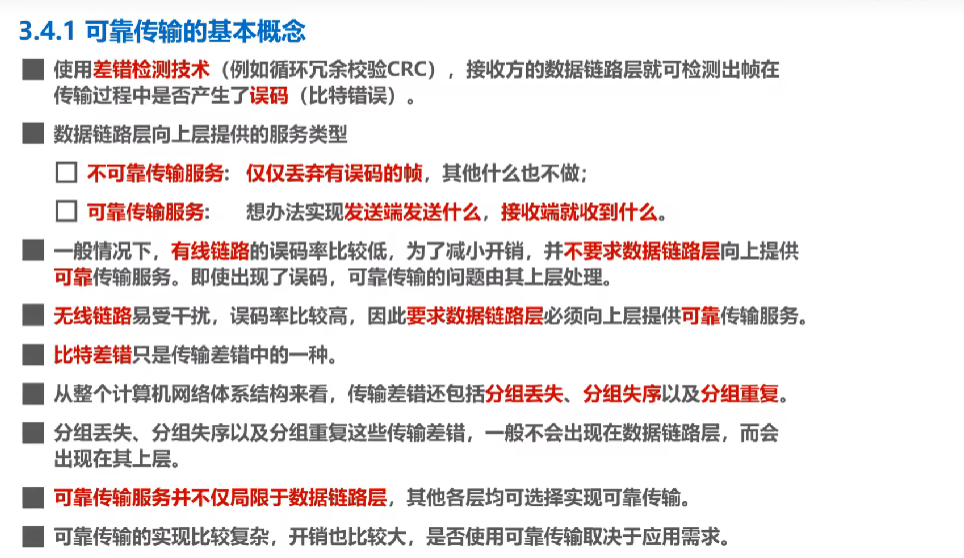 3.4.1 可靠传输的基本概念
使用差错检测技术（例如循环冗余校验CRC），接收方的数据链路层就可检测出帧在
传输过程中是否产生了误码（比特错误）。
数据链路层向上层提供的服务类型
不可靠传输服务：仅仅丢弃有误码的帧，其他什么也不做；
可靠传输服务： 想办法实现发送端发送什么，接收端就收到什么。
一般情况下，有线链路的误码率比较低，为了减小开销，并不要求数据链路层向上提供
可靠传输服务。即使出现了误码，可靠传输的问题由其上层处理。
无线链路易受干扰，误码率比较高，因此要求数据链路层必须向上层提供可靠传输服务。
比特差错只是传输差错中的一种。
从整个计算机网络体系结构来看，传输差错还包括分组丢失、分组失序以及分组重复。
分组丢失、分组失序以及分组重复这些传输差错，一般不会出现在数据链路层，而会
出现在其上层。
可靠传输服务并不仅局限于数据链路层，其他各层均可选择实现可靠传输。
可靠传输的实现比较复杂，开销也比较大，是否使用可靠传输取决于应用需求。